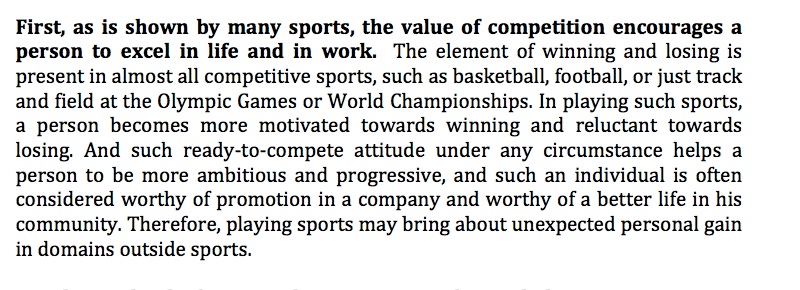 First, as is shown by many sports, the value of competition encourages a
person to excel in life and in work. The element of winning and losing is
present in almost all competitive sports, such as basketball, football, or just track
and field at the Olympic Games or World Championships. In playing such sports,
a person becomes more motivated towards winning and reluctant towards
losing. And such ready-to-compete attitude under any circumstance helps a
person to be more ambitious and progressive, and such an individual is often
considered worthy of promotion in a company and worthy of a better life in his
community. Therefore, playing sports may bring about unexpected personal gain
in domains outside sports.